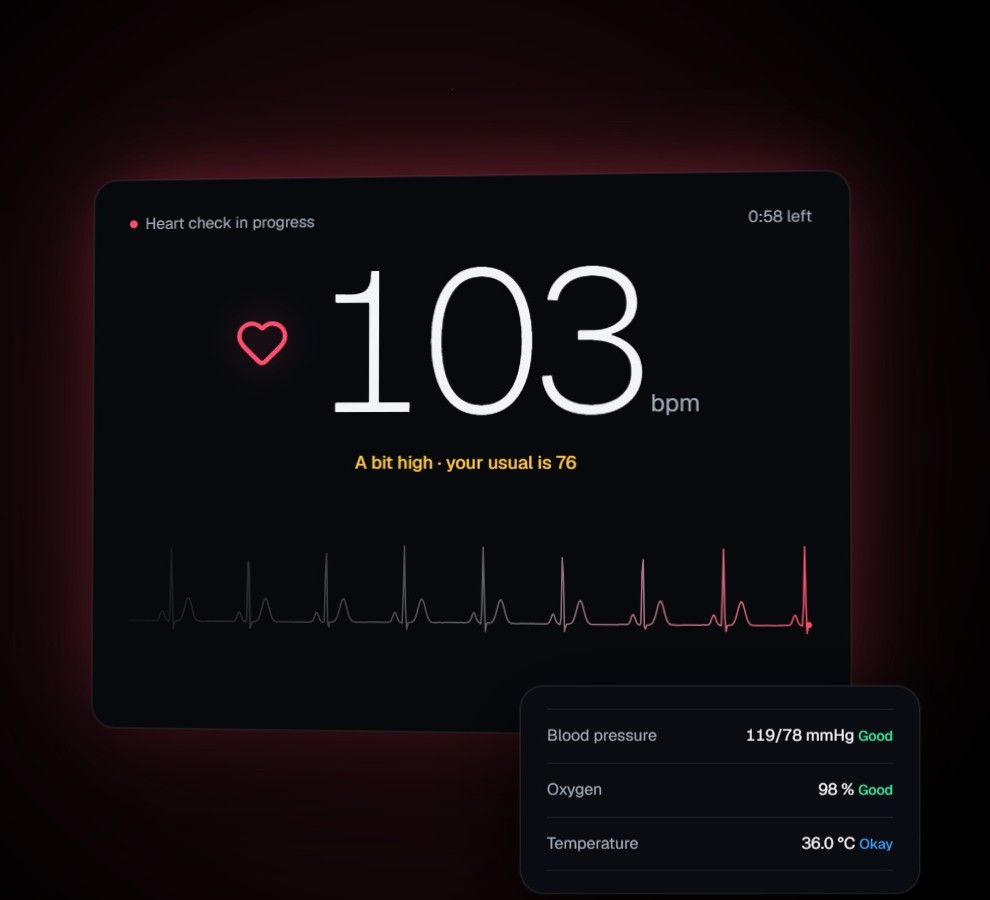 Heart check in progress
0:58 left
103 bpm
A bit high · your usual is 76
Blood pressure 119/78 mmHg Good
Oxygen 98 % Good
Temperature 36.0 °C Okay